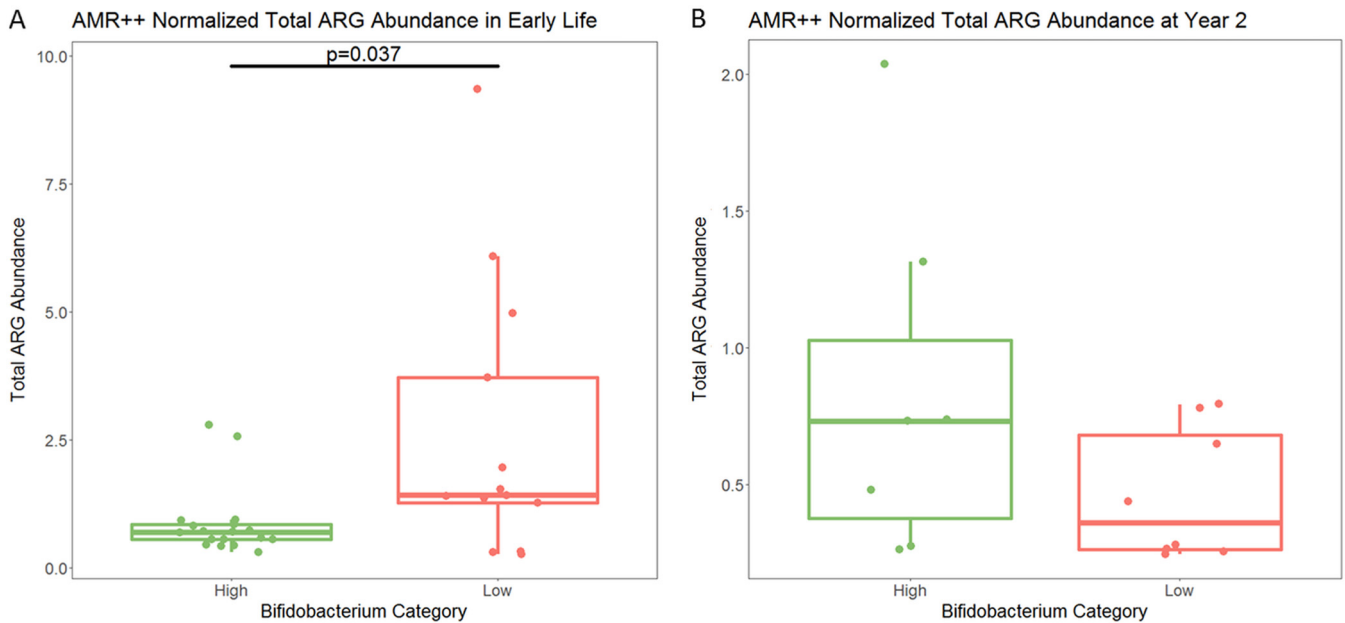 A
AMR++ Normalized Total ARG Abundance in Early Life
p=0.037
10.0
7.5
5.0
2.5
0.0
Total ARG Abundance
High
Low
Bifidobacterium Category
B
AMR++ Normalized Total ARG Abundance at Year 2
2.0
1.5
1.0
0.5
Total ARG Abundance
High
Low
Bifidobacterium Category